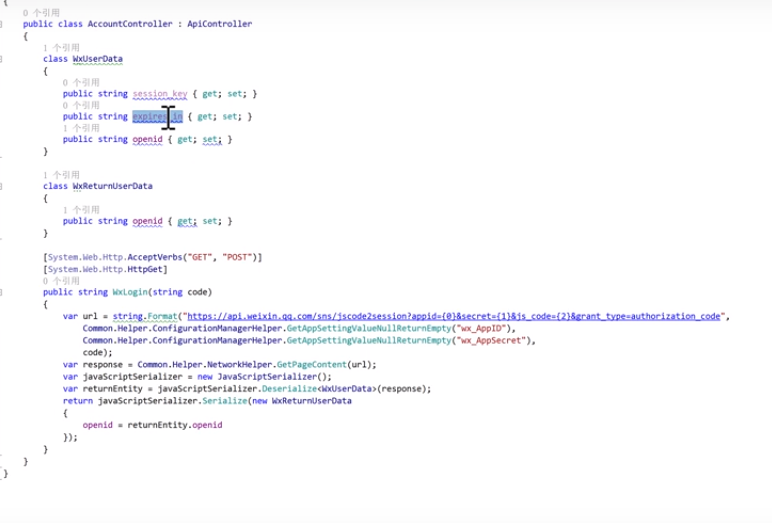 {
0 个引用
public class AccountController : ApiController
{
1 个引用
class WxUserData
{
0 个引用
public string session_key { get; set; }
0 个引用
public string expires_in { get; set; }
1 个引用
public string openid { get; set; }
}
1 个引用
class WxReturnUserData
{
1 个引用
public string openid { get; set; }
}
[System.Web.Http.AcceptVerbs("GET", "POST")]
[System.Web.Http.HttpGet]
0 个引用
public string WxLogin(string code)
{
var url = string.Format("https://api.weixin.qq.com/sns/jscode2session?appid={0}&secret={1}&js_code={2}&grant_type=authorization_code",
Common.Helper.ConfigurationManagerHelper.GetAppSettingValueNullReturnEmpty("wx_AppID"),
Common.Helper.ConfigurationManagerHelper.GetAppSettingValueNullReturnEmpty("wx_AppSecret"),
code);
var response = Common.Helper.NetworkHelper.GetPageContent(url);
var javaScriptSerializer = new JavaScriptSerializer();
var returnEntity = javaScriptSerializer.Deserialize<WxUserData>(response);
return javaScriptSerializer.Serialize(new WxReturnUserData
{
openid = returnEntity.openid
});
}
}
}